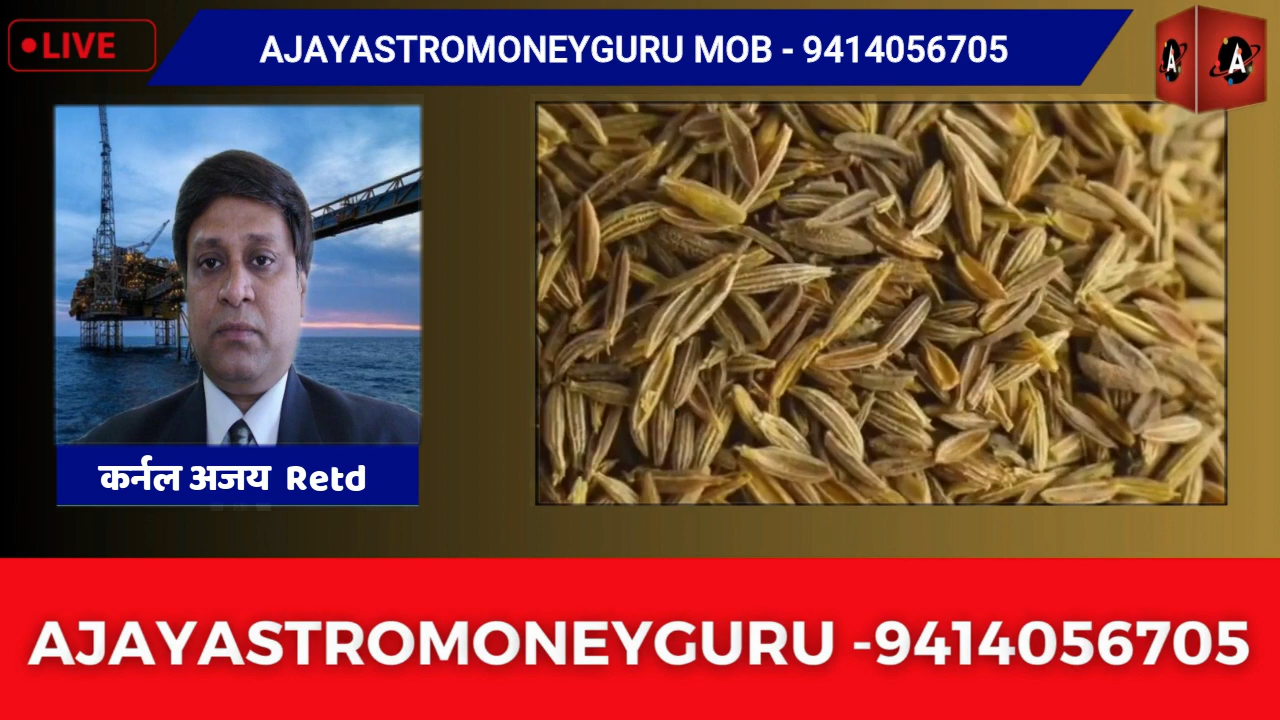 LIVE
AJAYASTROMONEYGURU MOB - 9414056705
A A
कर्नल अजय Retd
AJAYASTROMONEYGURU -9414056705